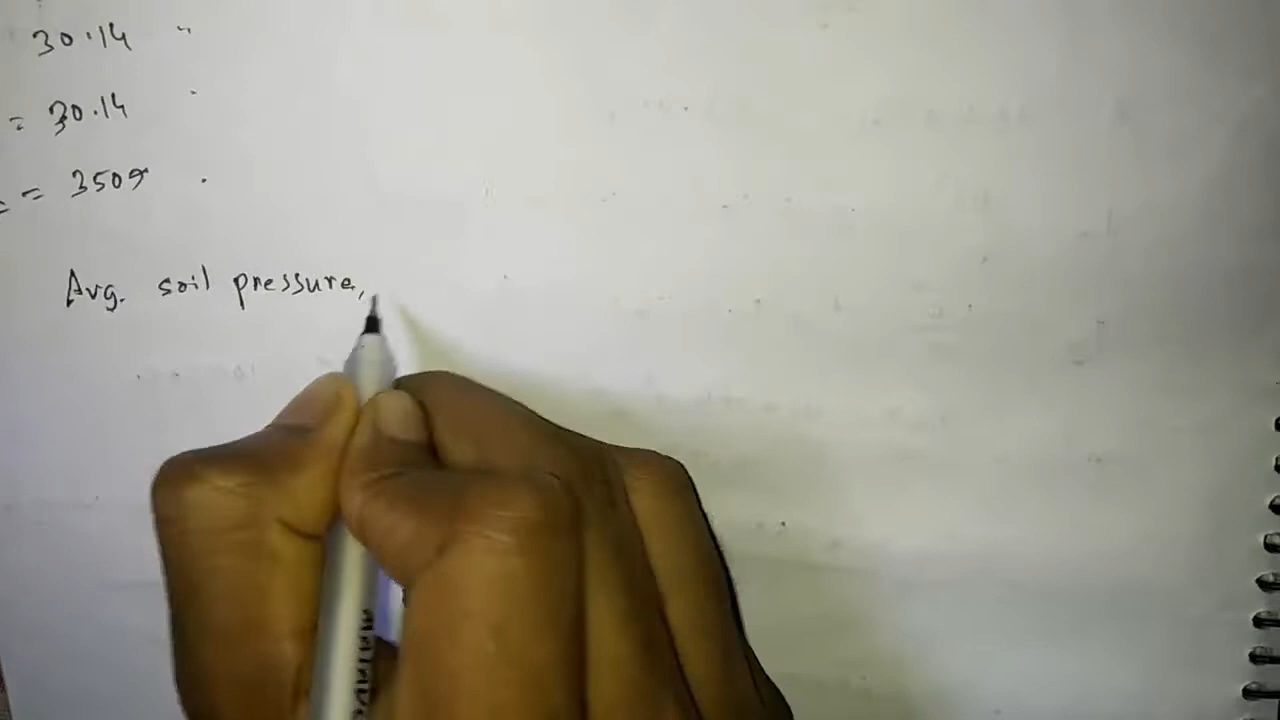 30.14 "
= 30.14 "
= 3509 .
Avg. soil pressure,